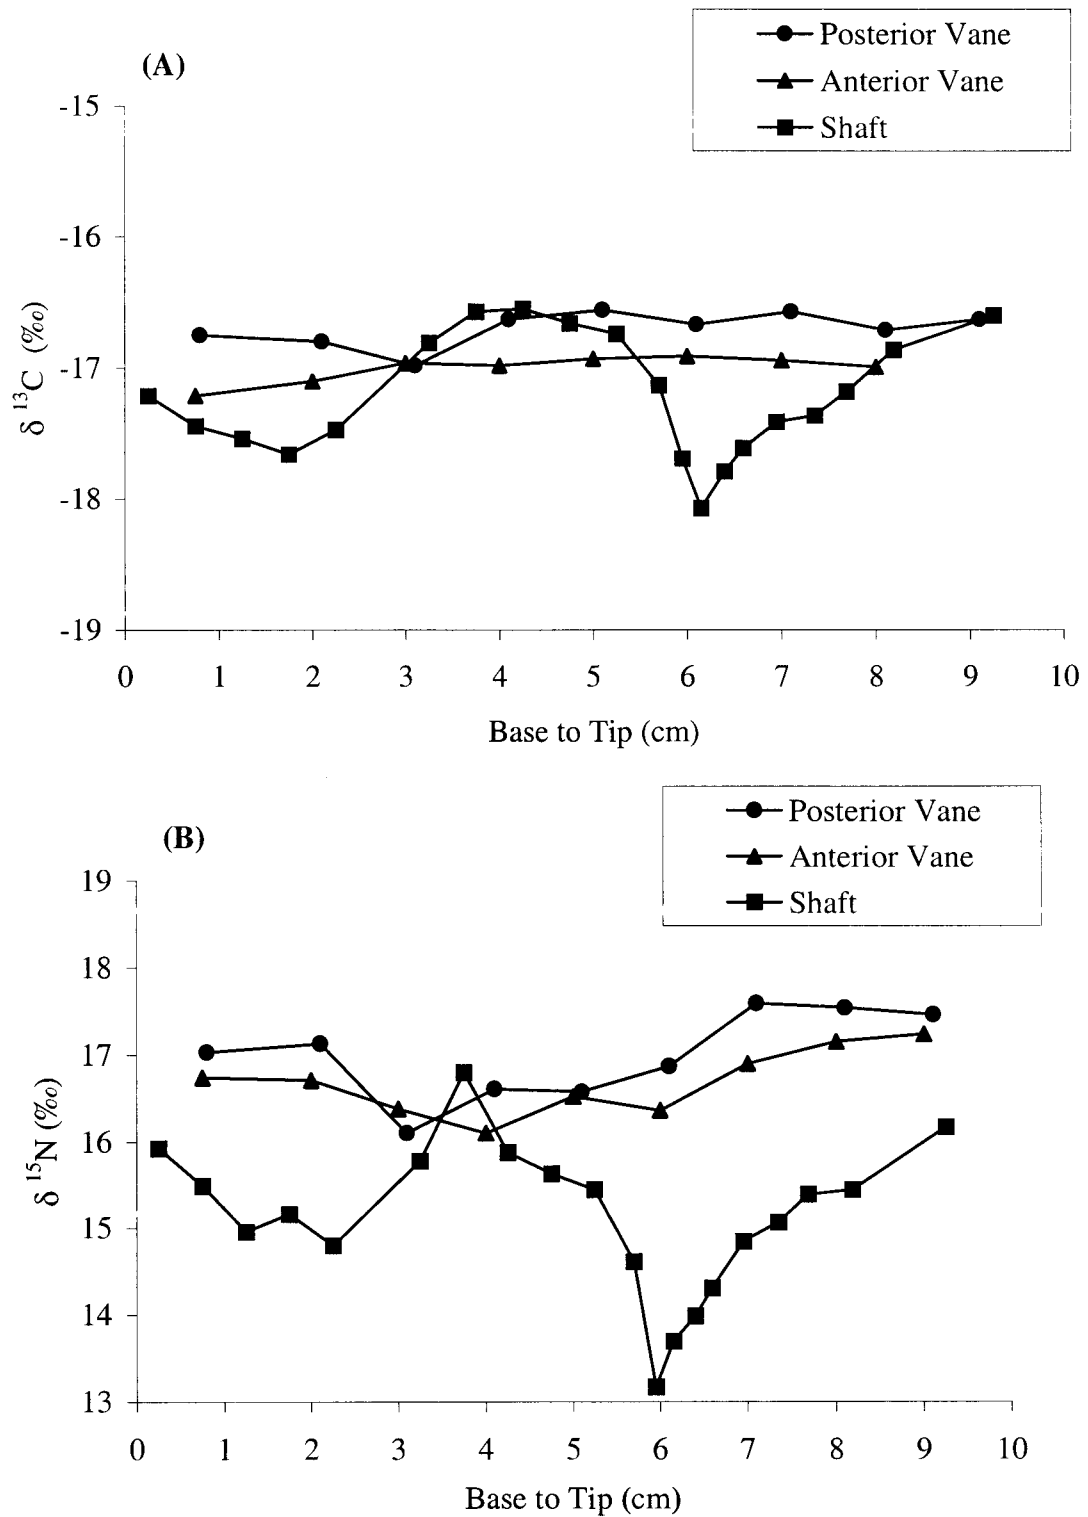 Posterior Vane
(A)
Anterior Vane
Shaft
-15
-16
-17
-18
-19
δ 13C (‰)
0 1 2 3 4 5 6 7 8 9 10
Base to Tip (cm)
Posterior Vane
(B)
Anterior Vane
Shaft
19
18
17
16
15
14
13
δ 15N (‰)
0 1 2 3 4 5 6 7 8 9 10
Base to Tip (cm)